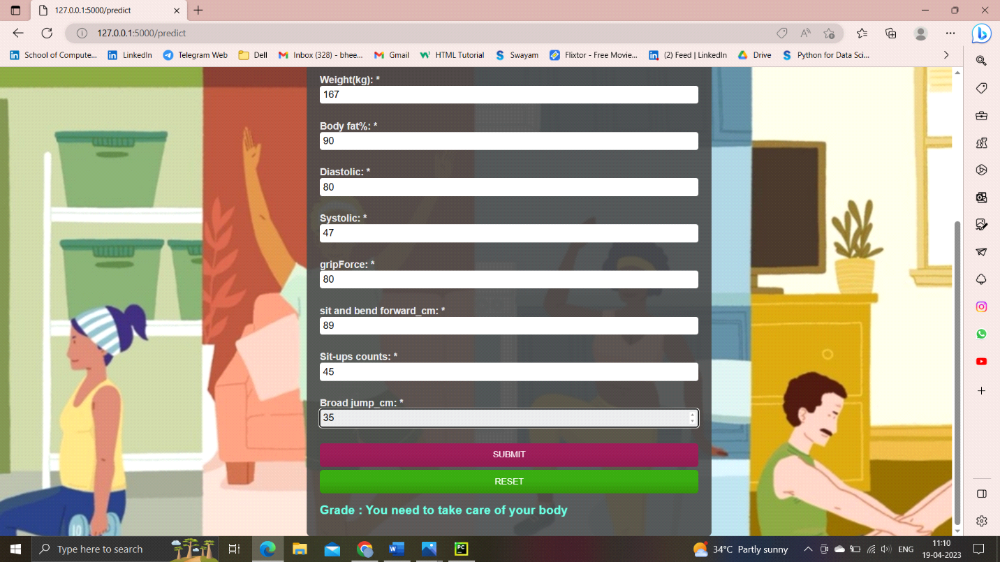 127.0.0.1:5000/predict
127.0.0.1:5000/predict
School of Compute... LinkedIn Telegram Web Dell Inbox (328) - bhee... Gmail HTML Tutorial Swayam Flixtor - Free Movie... (2) Feed | LinkedIn Drive Python for Data Sci...
Weight(kg): *
167
Body fat%: *
90
Diastolic: *
80
Systolic: *
47
gripForce: *
80
sit and bend forward_cm: *
89
Sit-ups counts: *
45
Broad jump_cm: *
35
SUBMIT
RESET
Grade : You need to take care of your body
10
Type here to search
34°C Partly sunny
ENG
11:10
19-04-2023